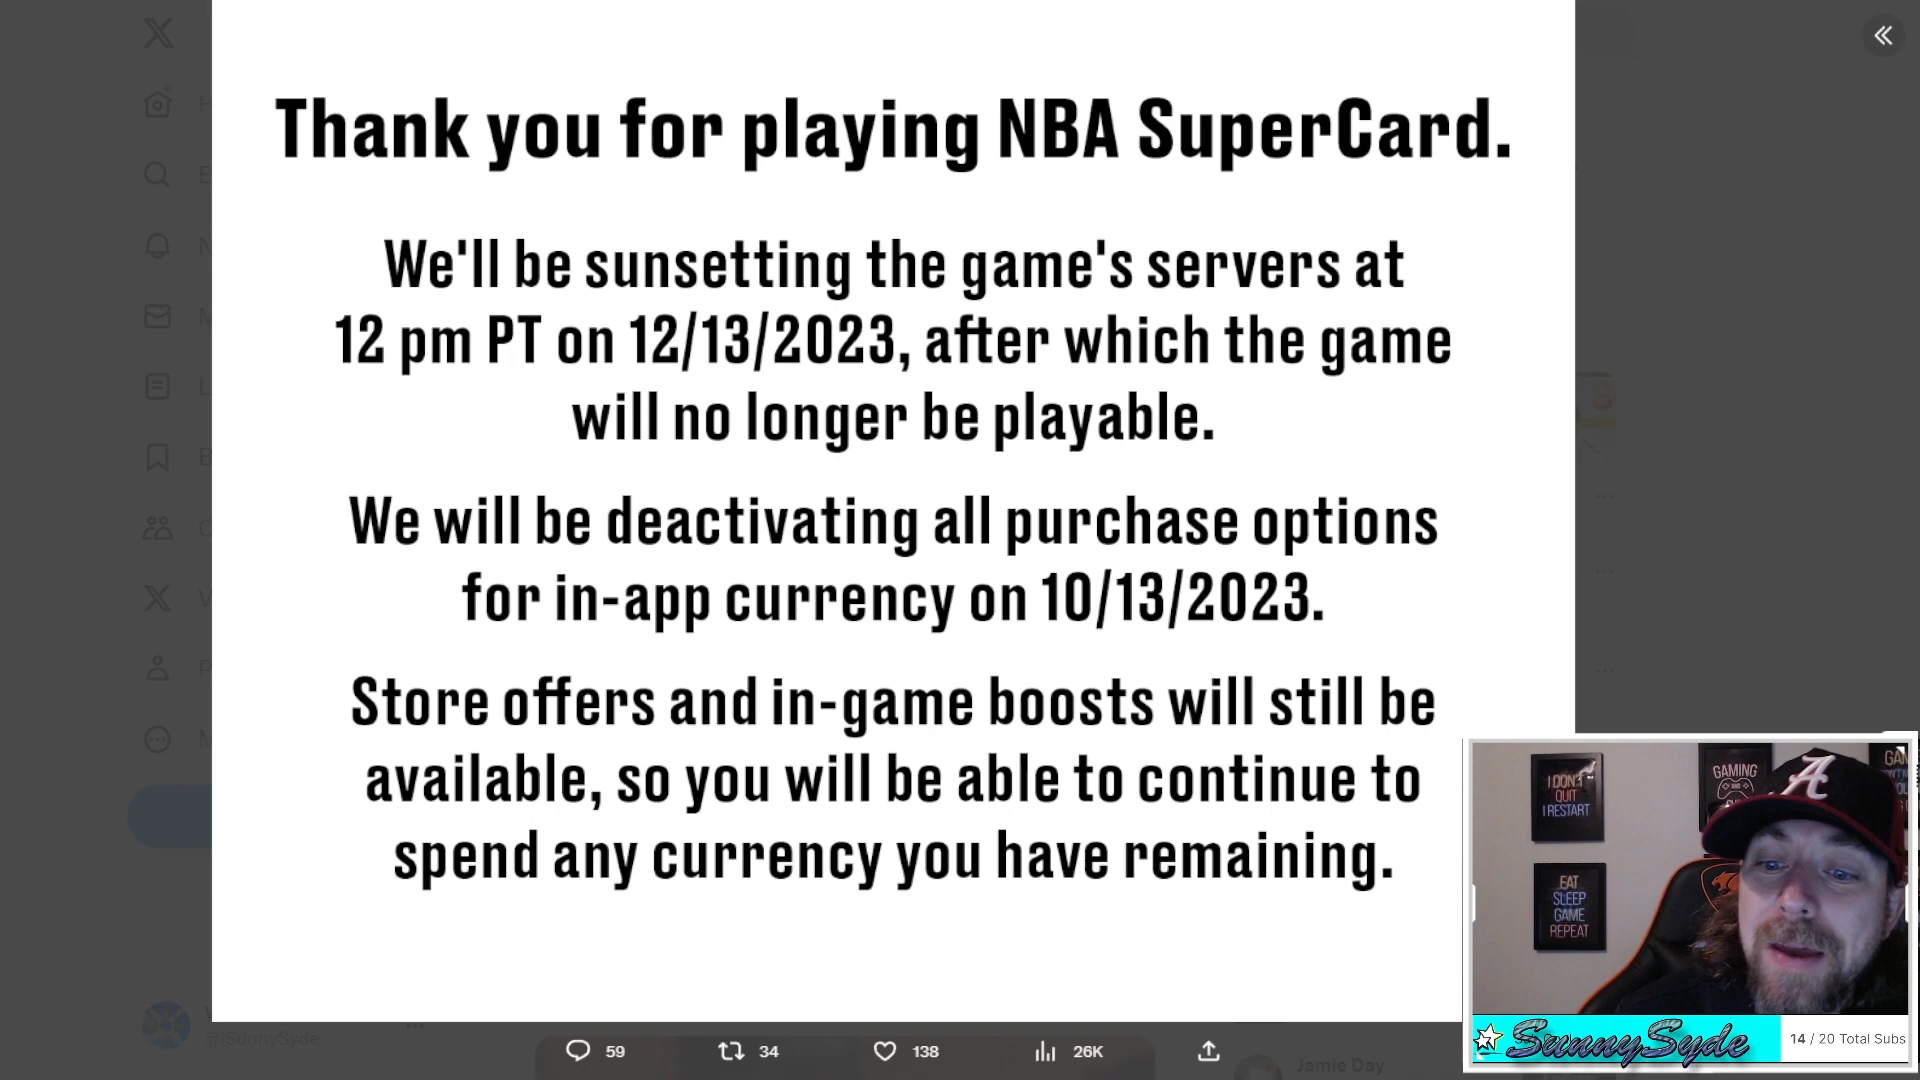 Thank you for playing NBA SuperCard.
We'll be sunsetting the game's servers at
12 pm PT on 12/13/2023, after which the game
will no longer be playable.
We will be deactivating all purchase options
for in-app currency on 10/13/2023.
Store offers and in-game boosts will still be
available, so you will be able to continue to
spend any currency you have remaining.
I DON'T
QUIT
I RESTART
GAMING
EAT
SLEEP
GAME
REPEAT
A
@iSunnySyde
59
34
138
26K
Jamie Day
SunnySyde
14 / 20 Total Subs